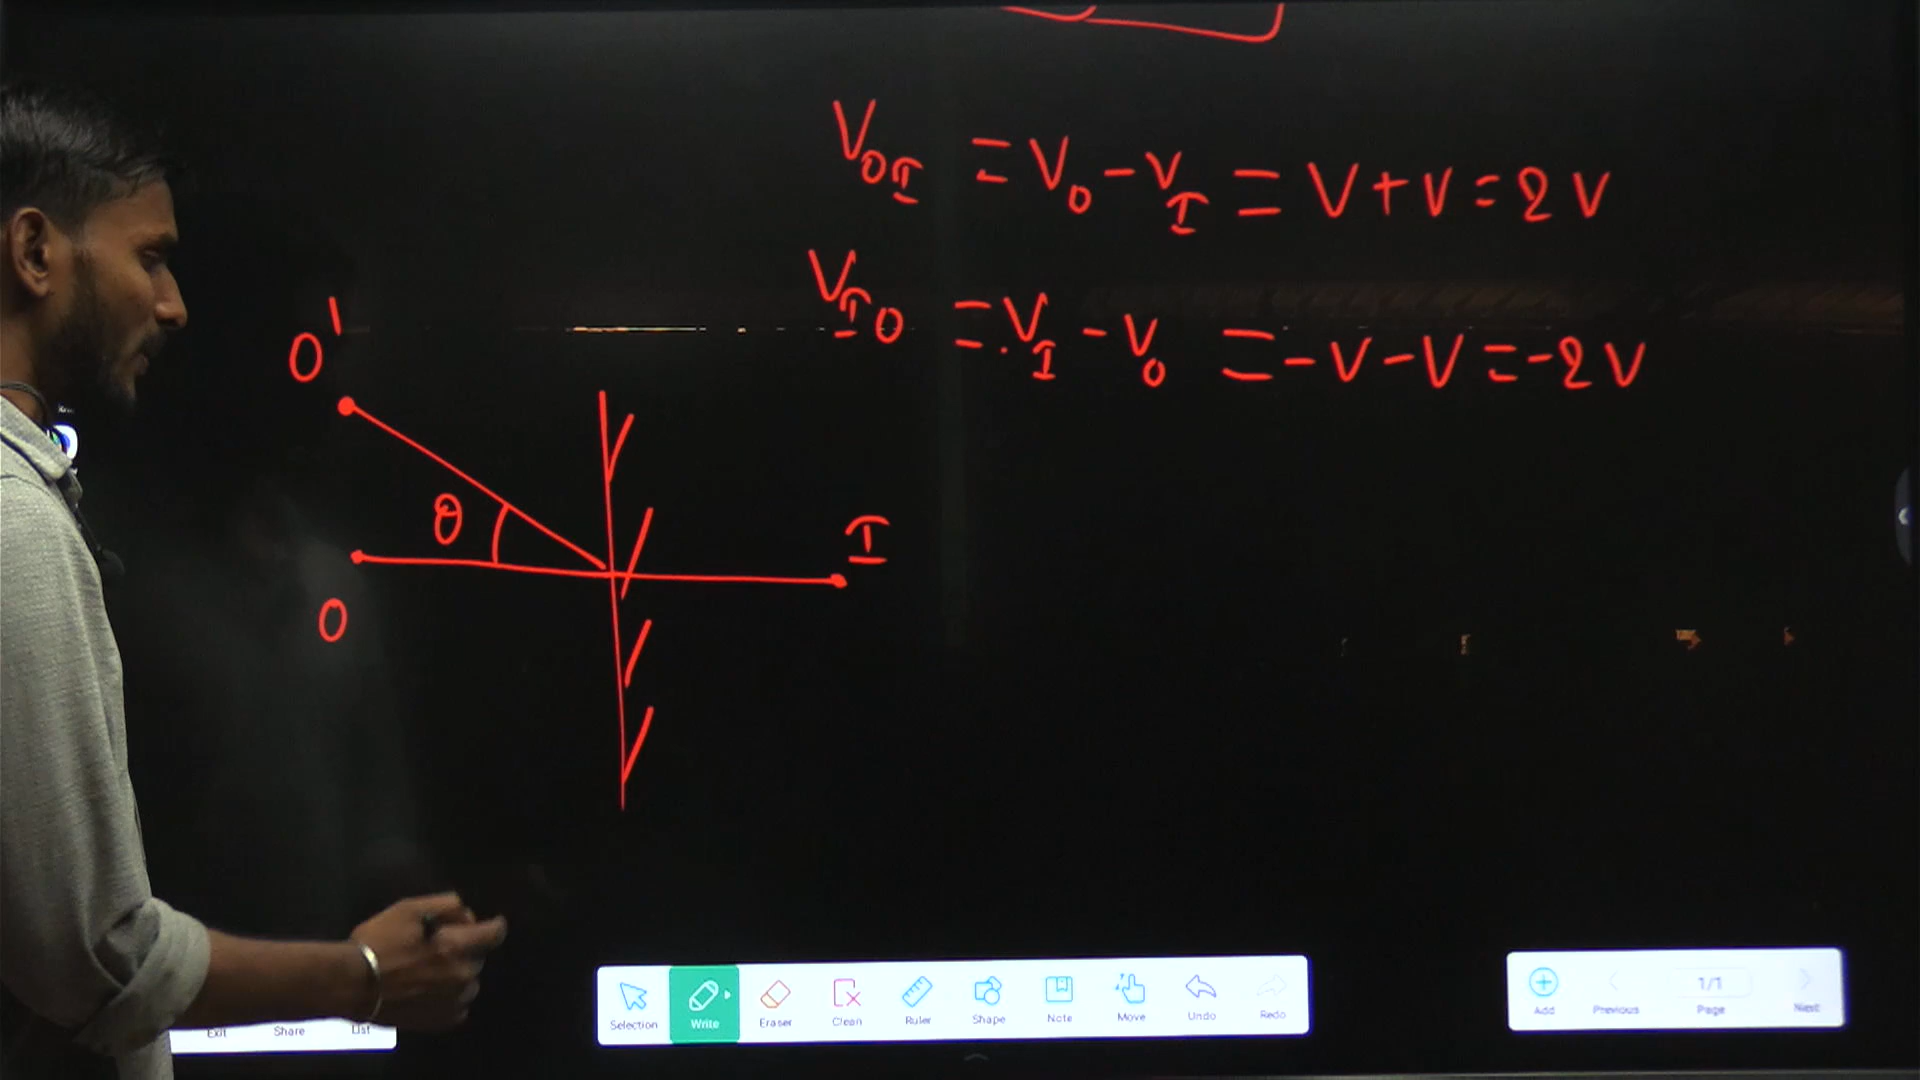 V_OI = V_O - V_I = V + V = 2V
V_IO = V_I - V_O = -V - V = -2V
O'
θ
I
O
Exit Share List
Selection Write Eraser Clean Ruler Shape Note Move Undo Redo
Add Previous 1/1 Page Next